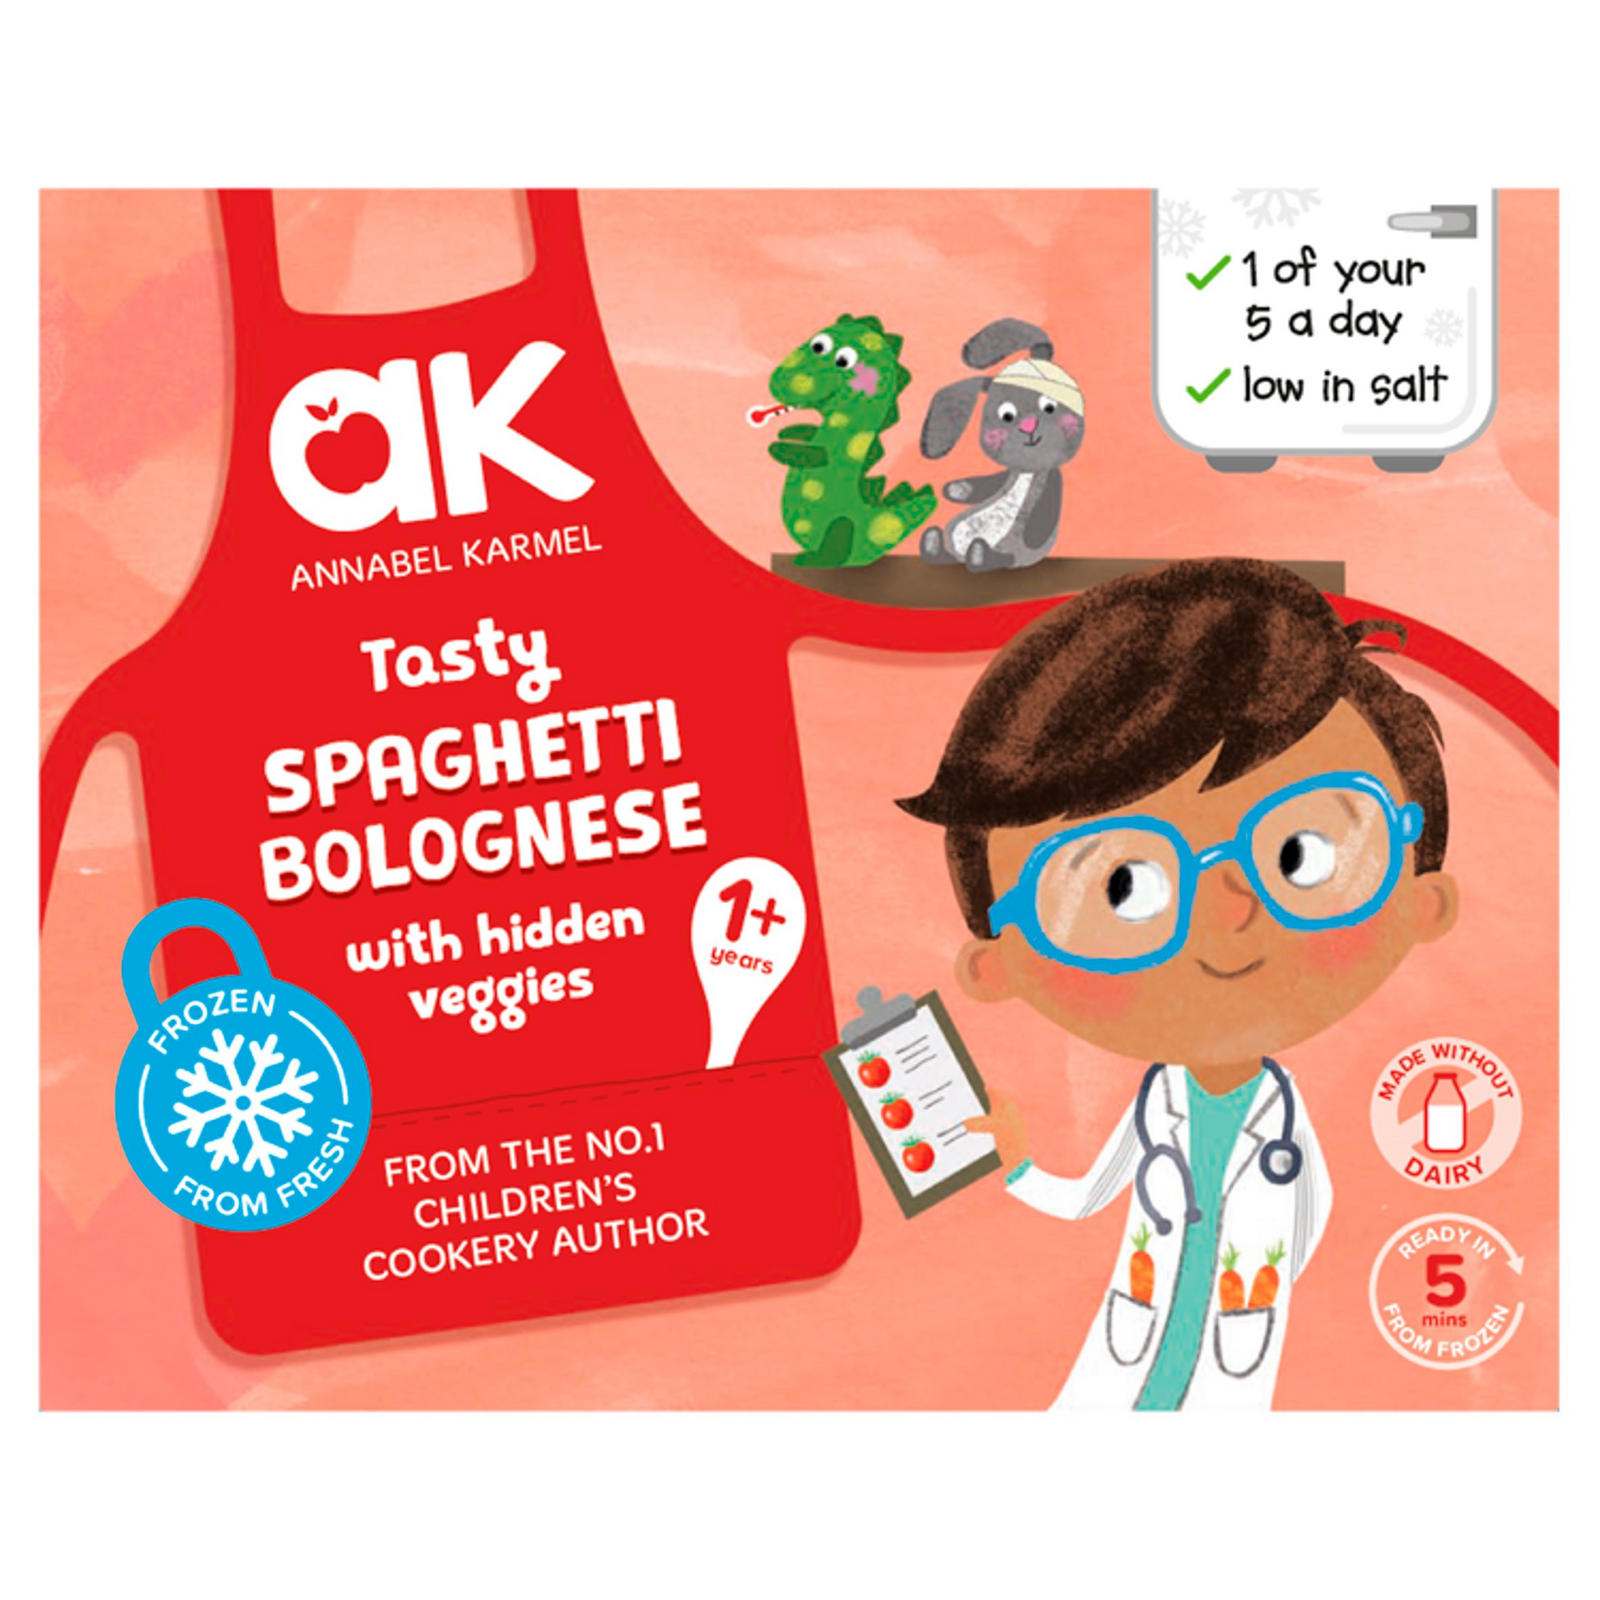 ak
ANNABEL KARMEL
Tasty
SPAGHETTI
BOLOGNESE
with hidden
veggies
1+
years
FROZEN
FROM FRESH
FROM THE NO.1
CHILDREN'S
COOKERY AUTHOR
1 of your
5 a day
low in salt
MADE WITHOUT
DAIRY
READY IN
5
mins
FROM FROZEN